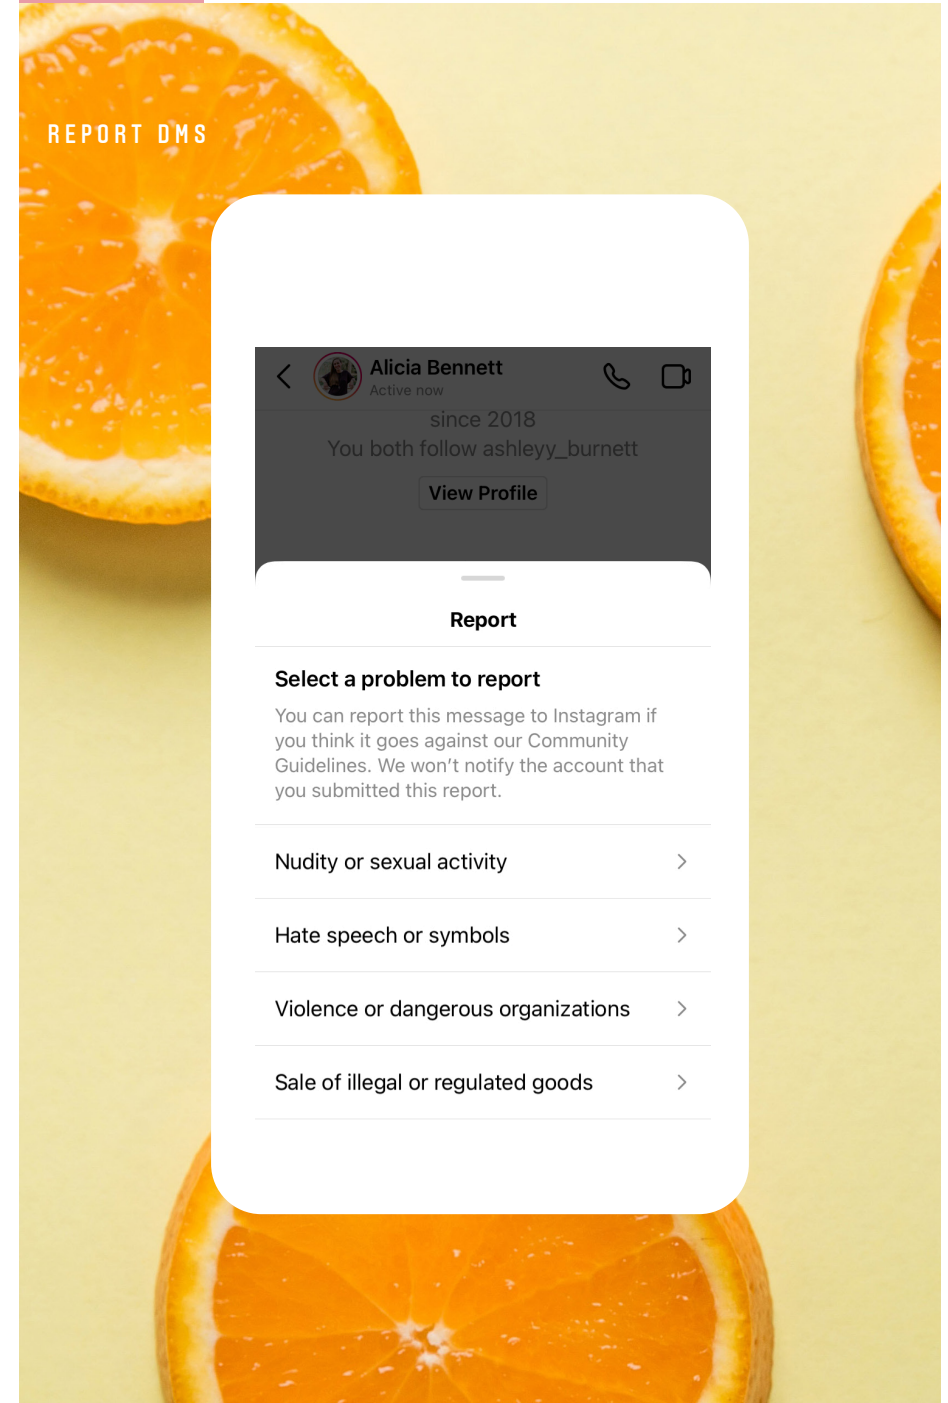 REPORT DMS
Alicia Bennett
Active now
since 2018
You both follow ashleyy_burnett
View Profile
Report
Select a problem to report
You can report this message to Instagram if
you think it goes against our Community
Guidelines. We won’t notify the account that
you submitted this report.
Nudity or sexual activity
Hate speech or symbols
Violence or dangerous organizations
Sale of illegal or regulated goods